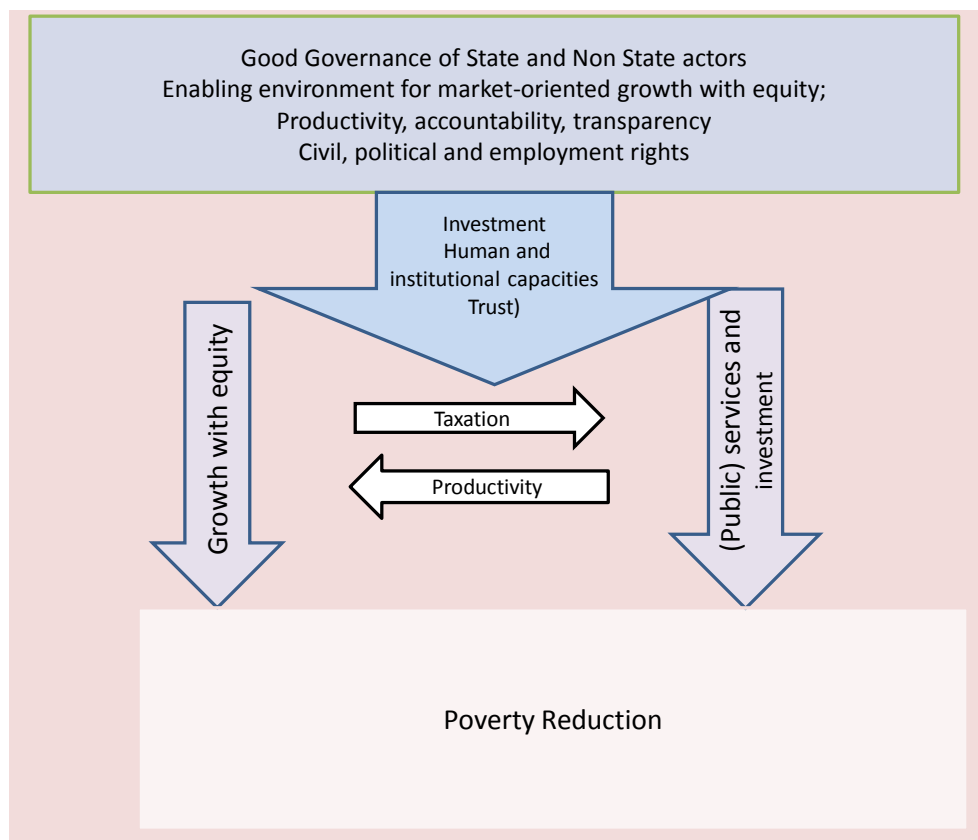 Good Governance of State and Non State actors
Enabling environment for market-oriented growth with equity;
Productivity, accountability, transparency
Civil, political and employment rights
Investment
Human and
institutional capacities
Trust)
Growth with equity
Taxation
Productivity
(Public) services and
investment
Poverty Reduction